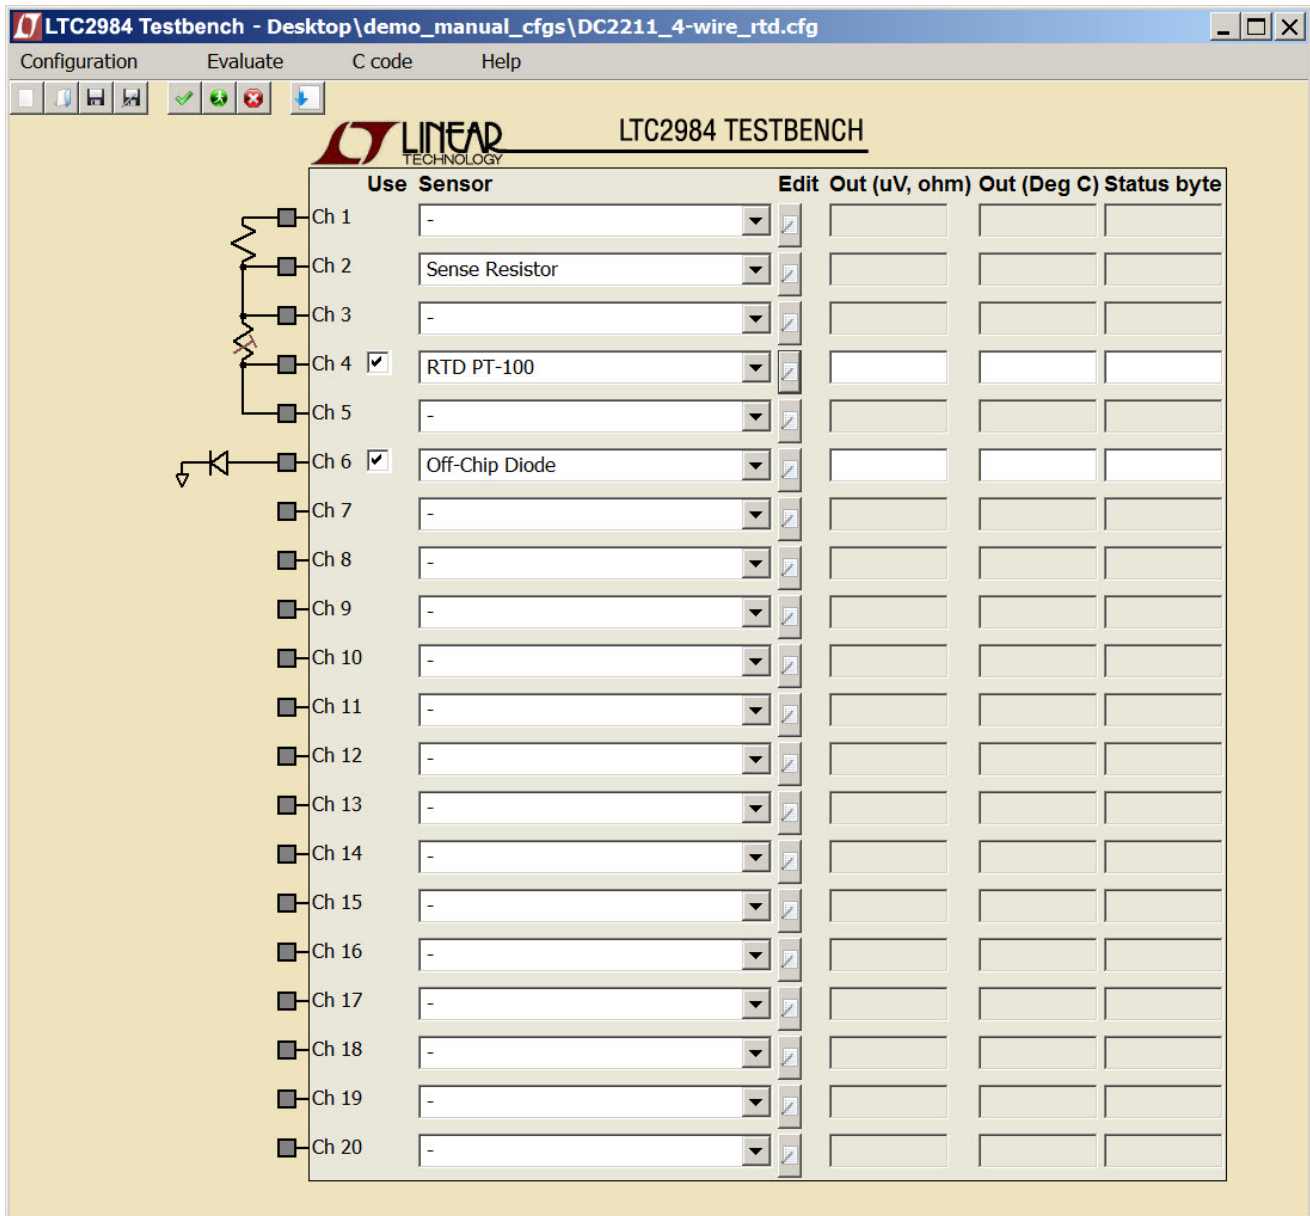 LTC2984 Testbench - Desktop\demo_manual_cfgs\DC2211_4-wire_rtd.cfg
Configuration Evaluate C code Help
LINEAR TECHNOLOGY LTC2984 TESTBENCH
Use Sensor Edit Out (uV, ohm) Out (Deg C) Status byte
Ch 1 -
Ch 2 Sense Resistor
Ch 3 -
Ch 4 RTD PT-100
Ch 5 -
Ch 6 Off-Chip Diode
Ch 7 -
Ch 8 -
Ch 9 -
Ch 10 -
Ch 11 -
Ch 12 -
Ch 13 -
Ch 14 -
Ch 15 -
Ch 16 -
Ch 17 -
Ch 18 -
Ch 19 -
Ch 20 -